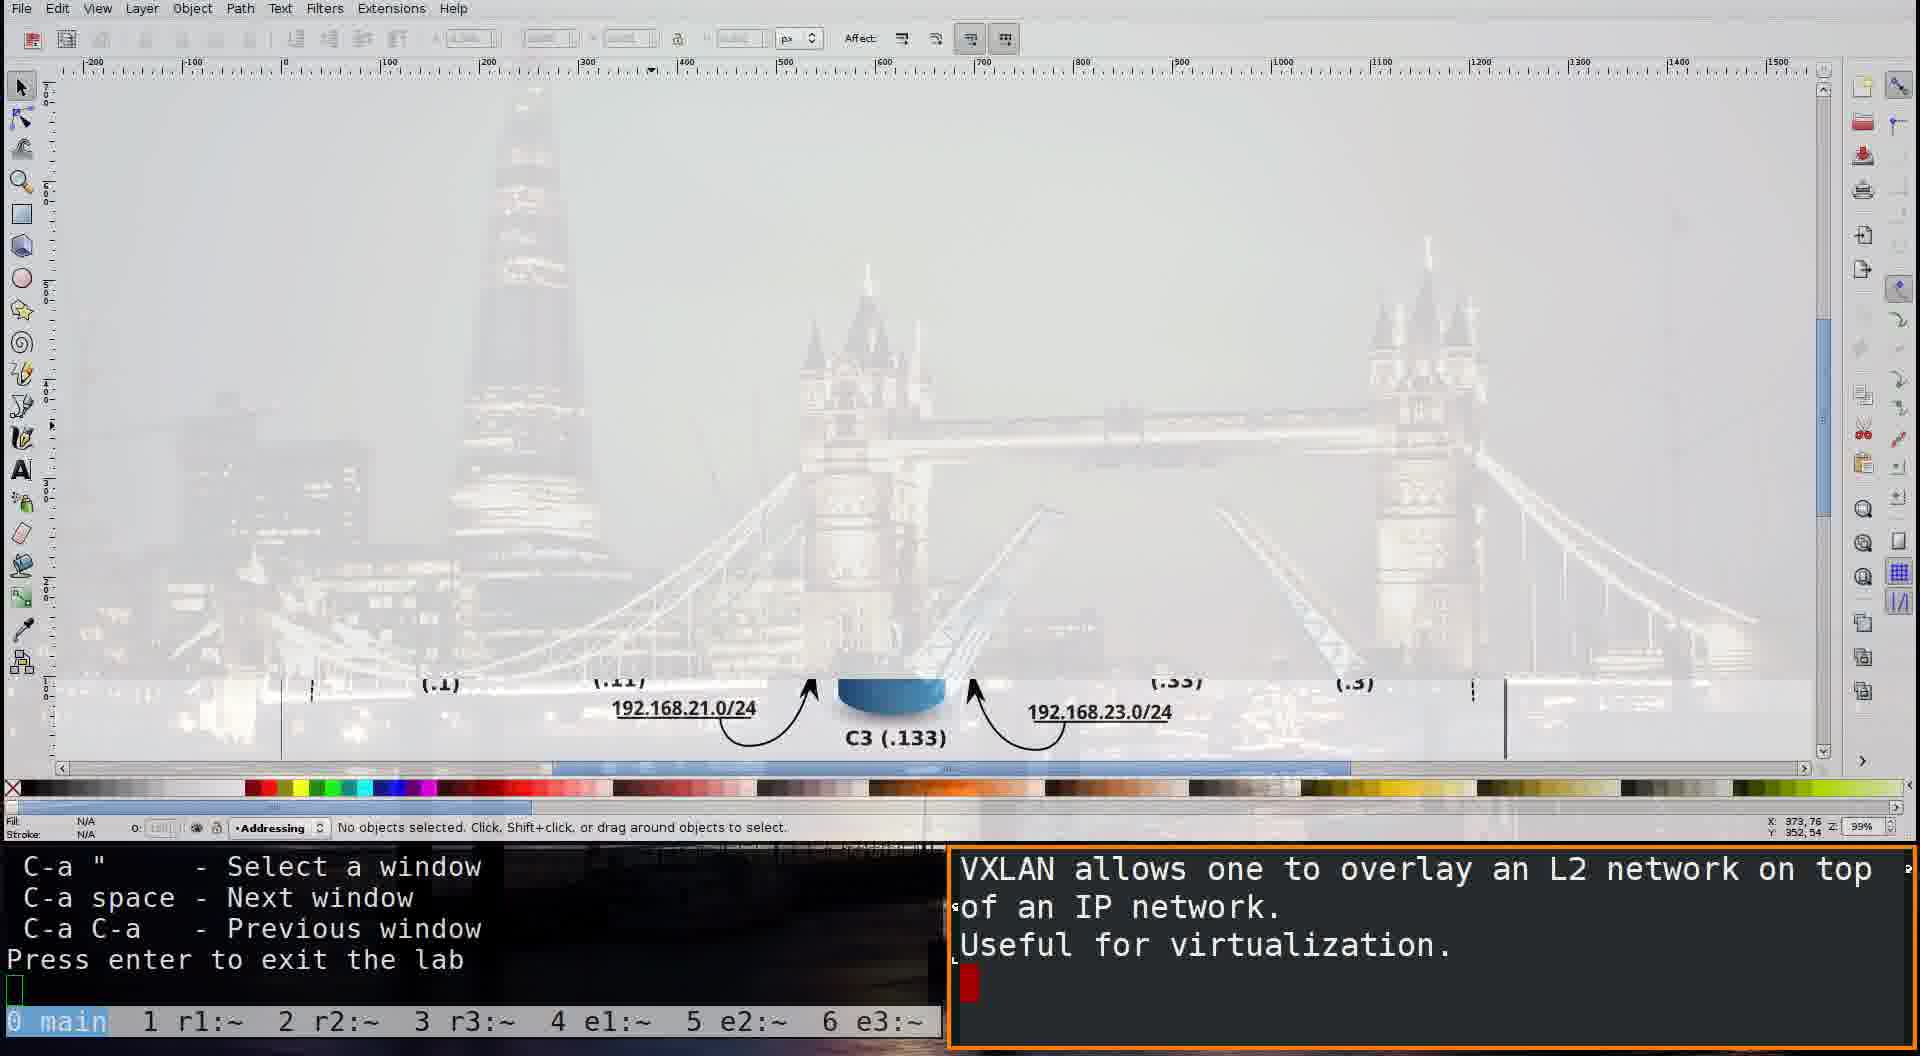 File Edit View Layer Object Path Text Filters Extensions Help
px Affect:
-200 -100 0 100 200 300 400 500 600 700 800 900 1000 1100 1200 1300 1400 1500
(.1) (.11) (.33) (.3)
192.168.21.0/24 192.168.23.0/24
C3 (.133)
Fill: N/A
Stroke: N/A
O: •Addressing No objects selected. Click, Shift+click, or drag around objects to select.
X: 373,76
Y: 352,54
Z: 99%
C-a " - Select a window
C-a space - Next window
C-a C-a - Previous window
Press enter to exit the lab
0 main 1 r1:~ 2 r2:~ 3 r3:~ 4 e1:~ 5 e2:~ 6 e3:~
VXLAN allows one to overlay an L2 network on top
of an IP network.
Useful for virtualization.